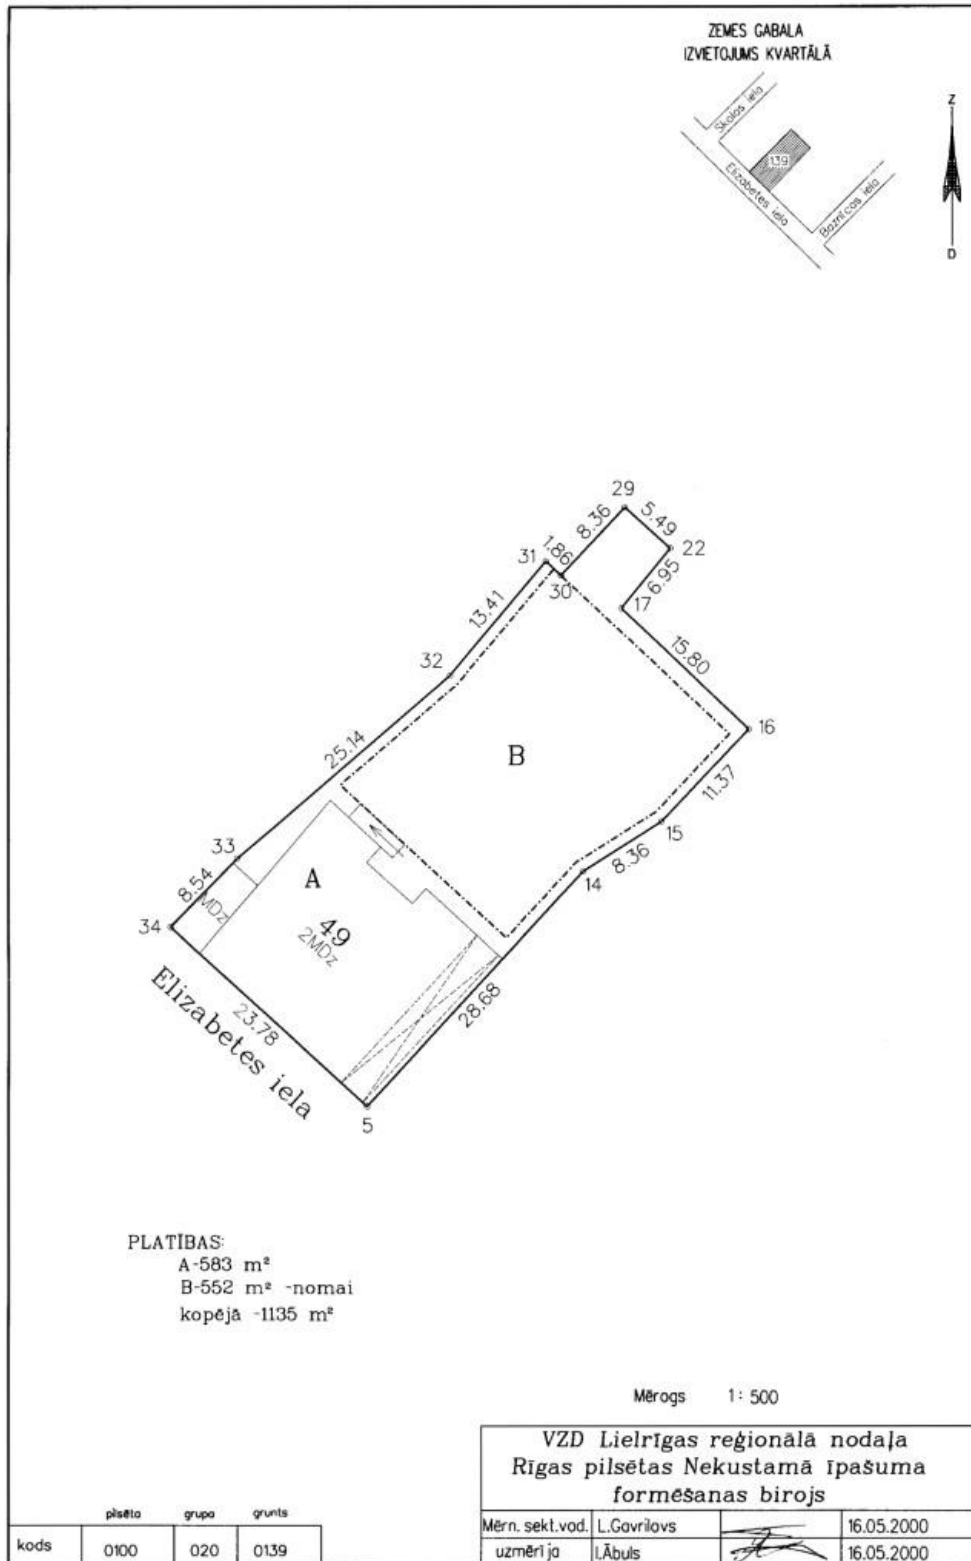 ZEMES GABALA
IZVIETOJUMS KVARTĀLĀ
Z
Skolas iela
139
Elizabetes iela
Baznīcas iela
D
29
5.49
8.36
22
31
1.86
30
6.95
17
13.41
15.80
32
16
B
25.14
11.37
15
8.36
33
14
A
8.54
MDz
49
2MDz
34
28.68
23.78
Elizabetes iela
5
PLATĪBAS:
A-583 m²
B-552 m² -nomai
kopējā -1135 m²
Mērogs 1: 500
VZD Lielrīgas reģionālā nodaļa
Rīgas pilsētas Nekustamā īpašuma
formēšanas birojs
pilsēta grupa grunts
kods 0100 020 0139
Mērn. sekt.vad. L.Gavrilovs 16.05.2000
uzmērīja I.Ābuls 16.05.2000